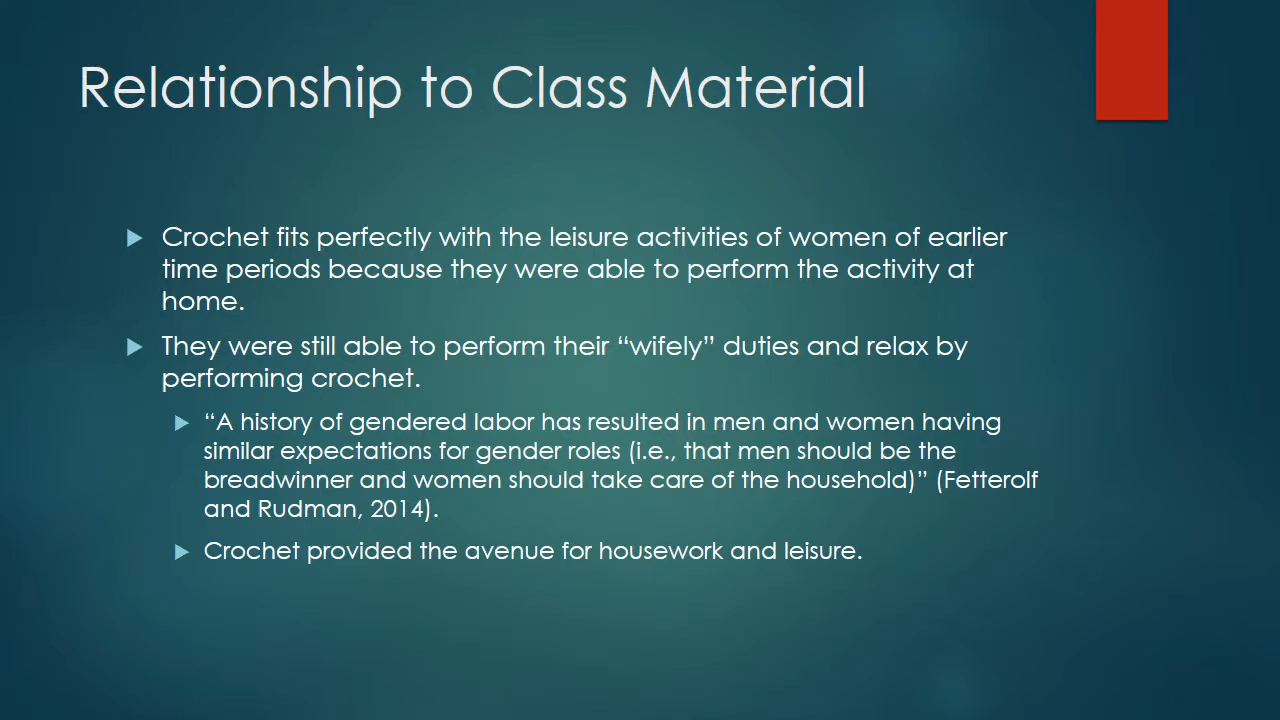 Relationship to Class Material
Crochet fits perfectly with the leisure activities of women of earlier
time periods because they were able to perform the activity at
home.
They were still able to perform their “wifely” duties and relax by
performing crochet.
“A history of gendered labor has resulted in men and women having
similar expectations for gender roles (i.e., that men should be the
breadwinner and women should take care of the household)” (Fetterolf
and Rudman, 2014).
Crochet provided the avenue for housework and leisure.